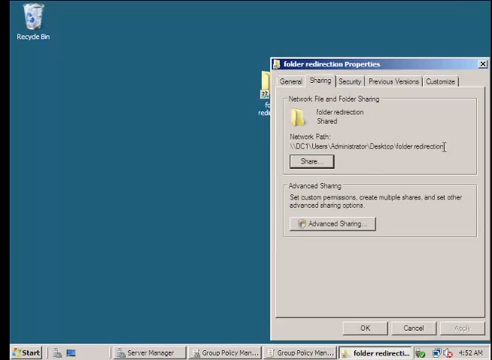 Recycle Bin
folder redirection Properties
General
Sharing
Security
Previous Versions
Customize
Network File and Folder Sharing
folder redirection
Shared
Network Path:
\\DC1\Users\Administrator\Desktop\folder redirection
Share...
Advanced Sharing
Set custom permissions, create multiple shares, and set other
advanced sharing options.
Advanced Sharing...
OK
Cancel
Apply
Start
Server Manager
Group Policy Man...
Group Policy Man...
folder redirecti...
4:52 AM